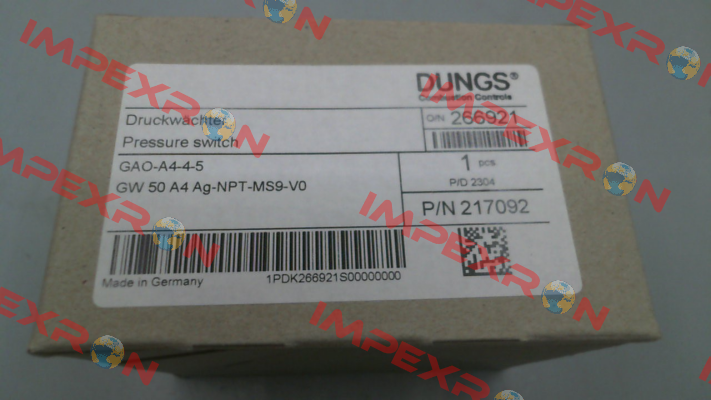 DUNGS®
Combustion Controls
Druckwächter
Pressure switch
O/N 266921
GAO-A4-4-5
GW 50 A4 Ag-NPT-MS9-V0
1 pcs
P/D 2304
P/N 217092
1PDK266921S00000000
Made in Germany
IMPEXRON
IMPEXRON
IMPEXRON
IMPEXRON
IMPEXRON